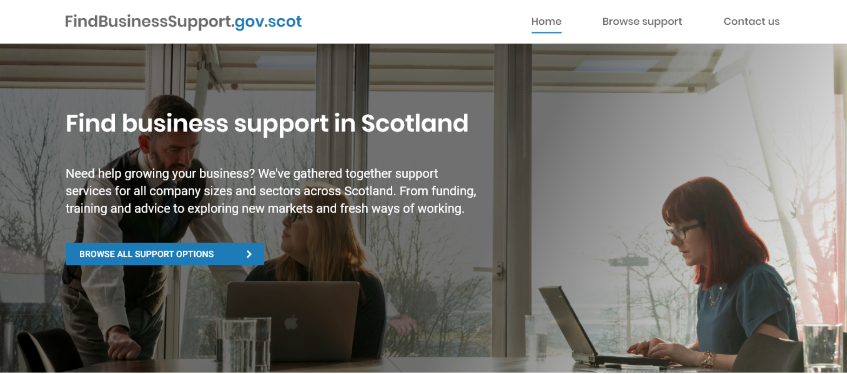 FindBusinessSupport.gov.scot
Home
Browse support
Contact us
Find business support in Scotland
Need help growing your business? We've gathered together support
services for all company sizes and sectors across Scotland. From funding,
training and advice to exploring new markets and fresh ways of working.
BROWSE ALL SUPPORT OPTIONS